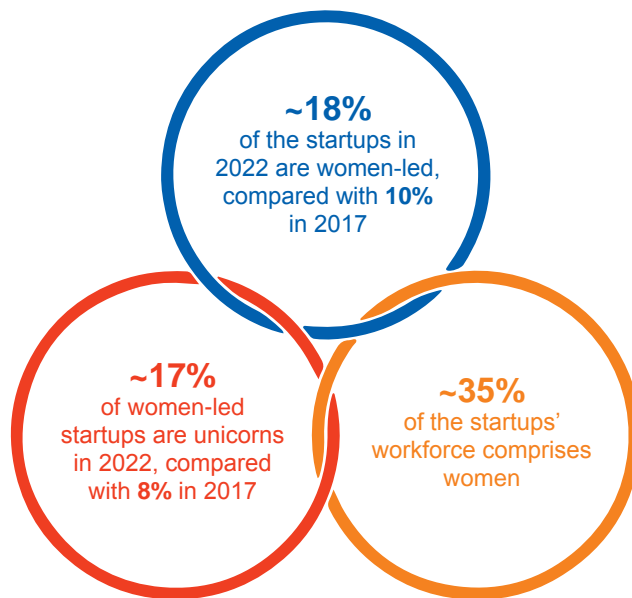 ~18%
of the startups in
2022 are women-led,
compared with 10%
in 2017
~17%
of women-led
startups are unicorns
in 2022, compared
with 8% in 2017
~35%
of the startups’
workforce comprises
women